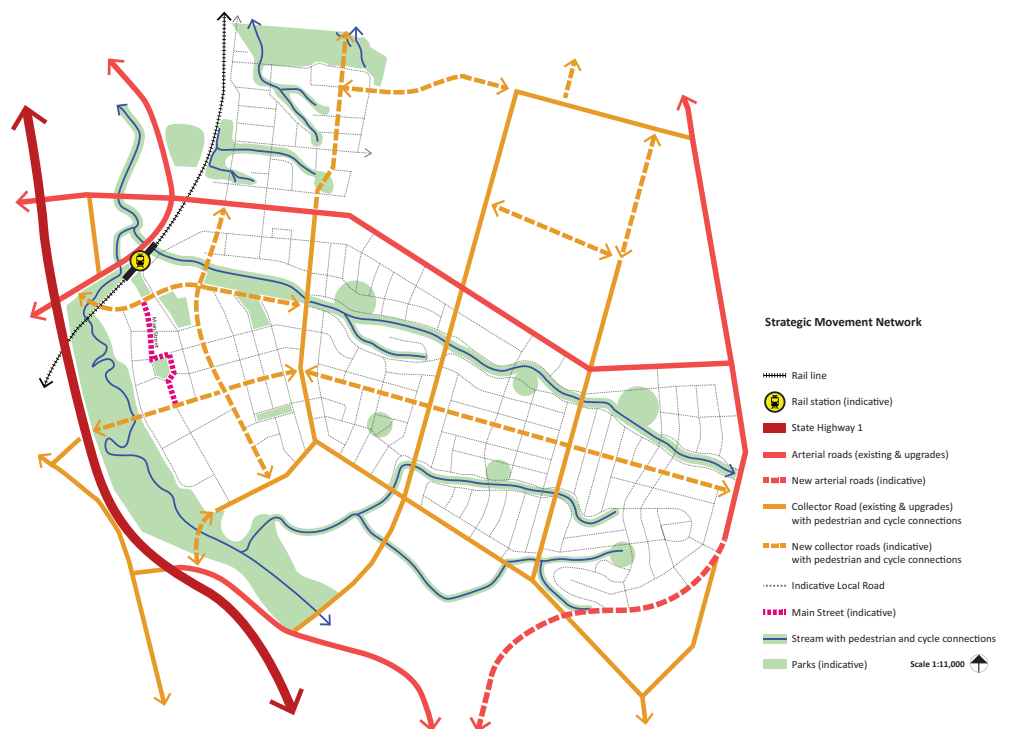 Main Street
Strategic Movement Network
Rail line
Rail station (indicative)
State Highway 1
Arterial roads (existing & upgrades)
New arterial roads (indicative)
Collector Road (existing & upgrades)
with pedestrian and cycle connections
New collector roads (indicative)
with pedestrian and cycle connections
Indicative Local Road
Main Street (indicative)
Stream with pedestrian and cycle connections
Parks (indicative)
Scale 1:11,000